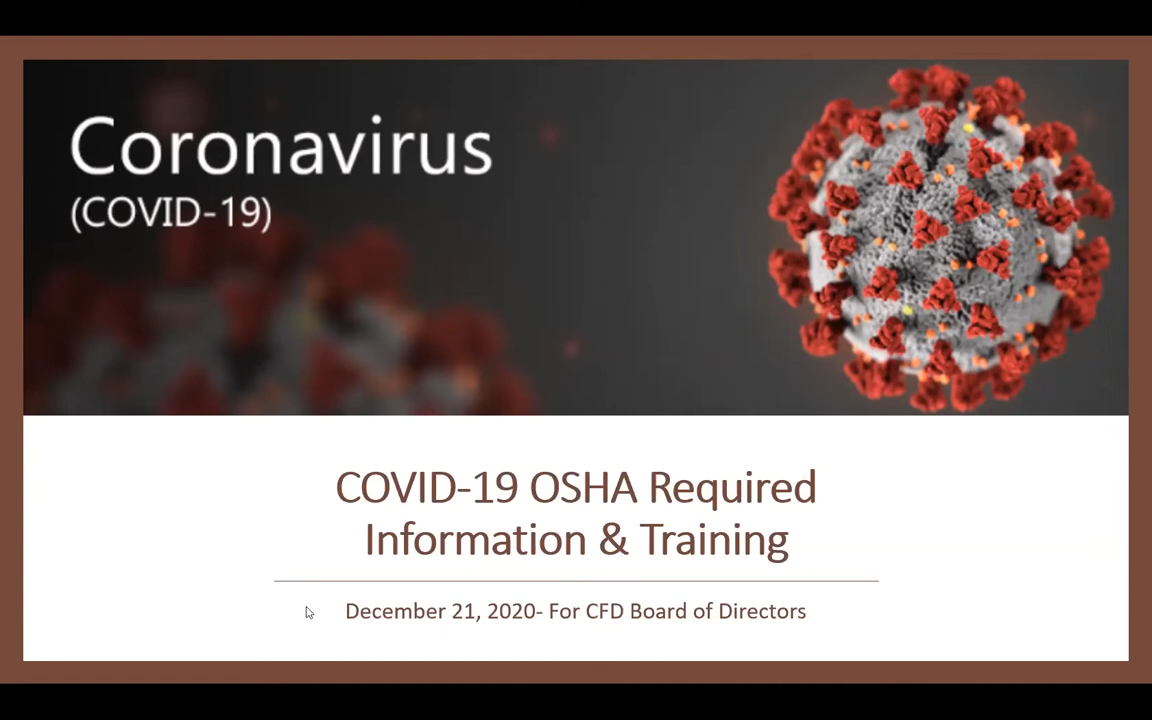 Coronavirus
(COVID-19)
COVID-19 OSHA Required
Information & Training
December 21, 2020- For CFD Board of Directors